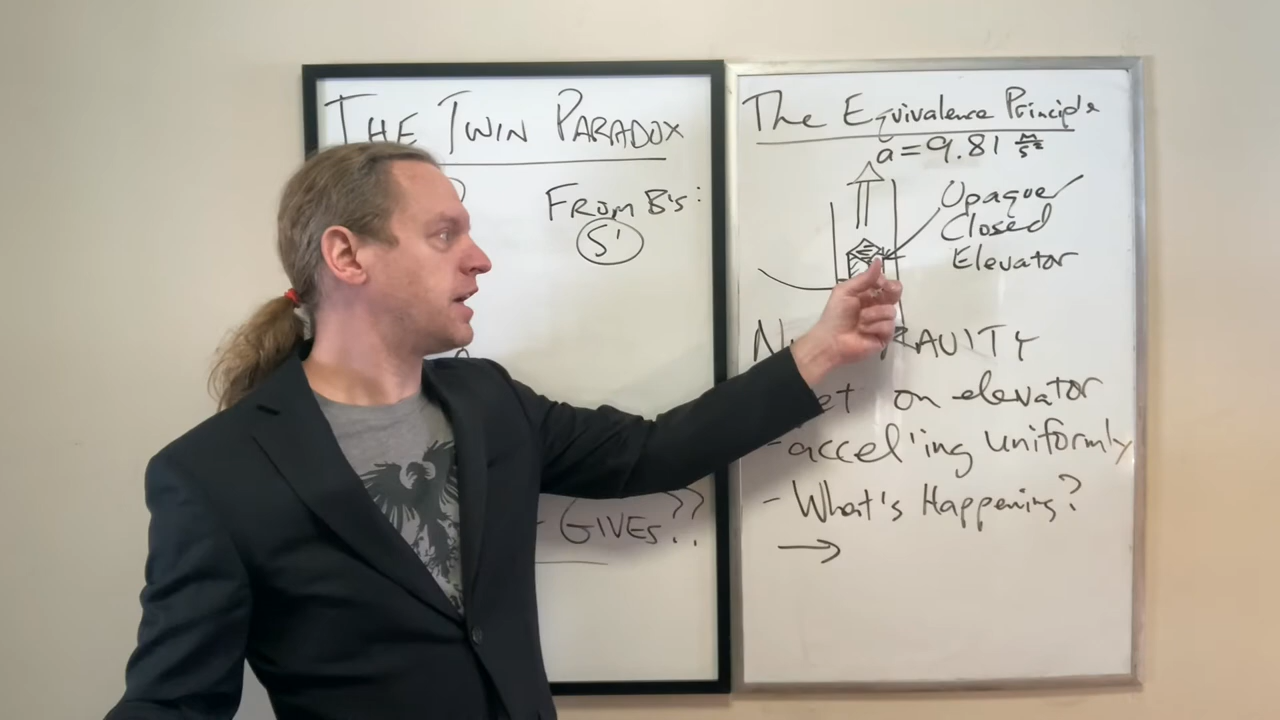 THE TWIN PARADOX
FROM B's:
S'
GIVES??
The Equivalence Principle
a=9.81 m/s²
Opaque
Closed
Elevator
on elevator
-accel'ing uniformly
- What's Happening?
→